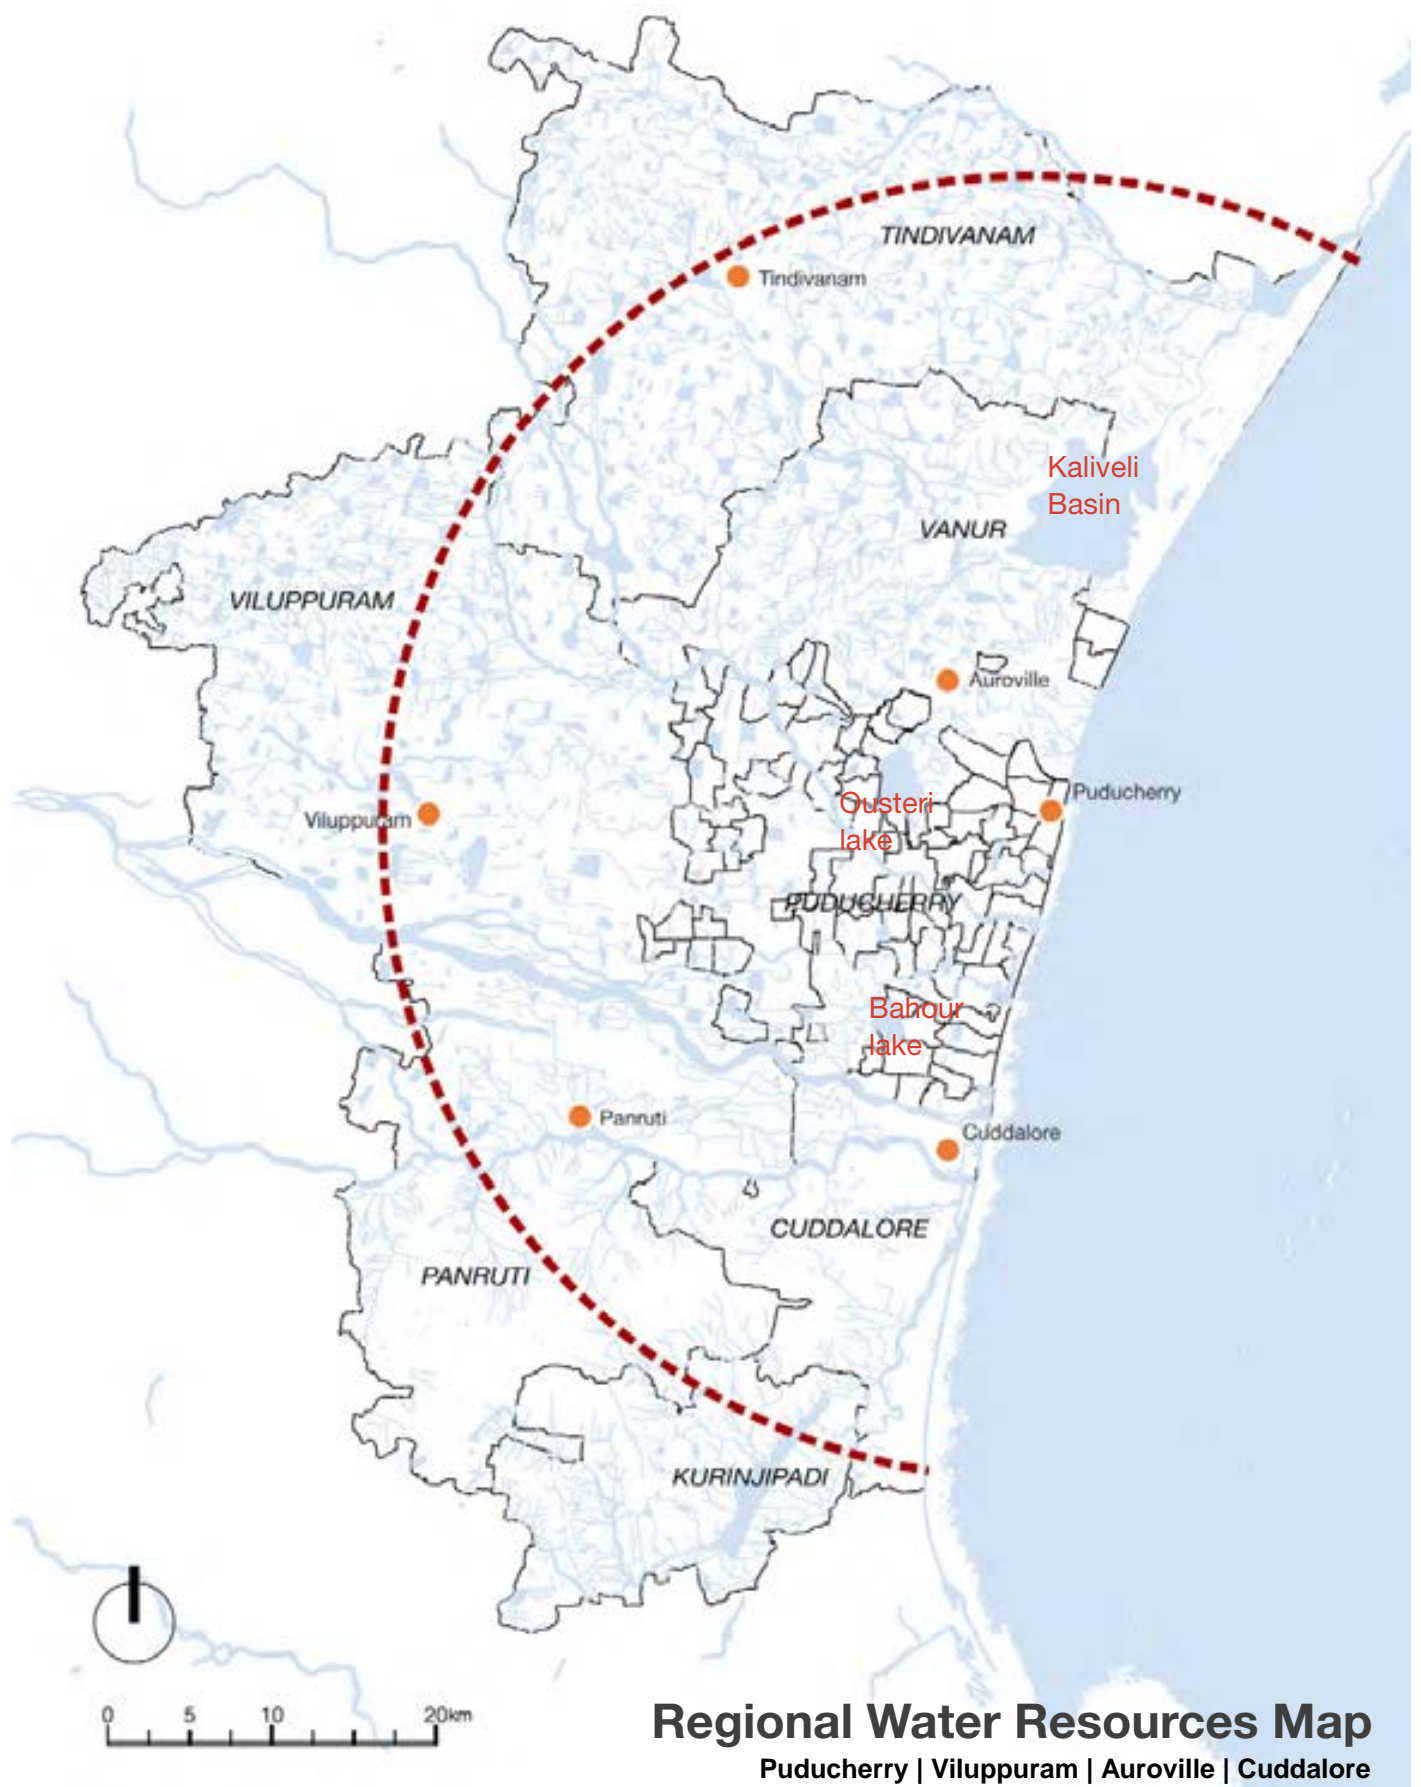 TINDIVANAM
Tindivanam
Kaliveli
Basin
VANUR
VILUPPURAM
Auroville
Puducherry
Ousteri
lake
Viluppuram
PUDUCHERRY
Bahour
lake
Panruti
Cuddalore
CUDDALORE
PANRUTI
KURINJIPADI
0 5 10 20km
Regional Water Resources Map
Puducherry | Viluppuram | Auroville | Cuddalore